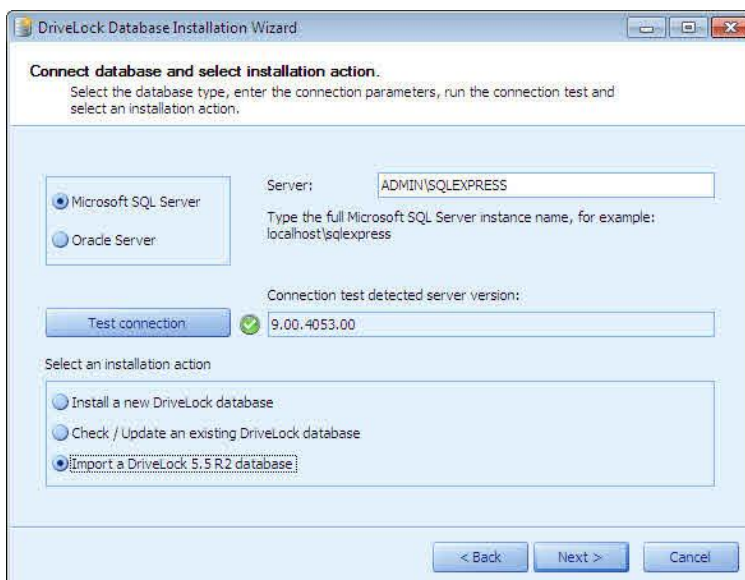 DriveLock Database Installation Wizard
Connect database and select installation action.
Select the database type, enter the connection parameters, run the connection test and
select an installation action.
Microsoft SQL Server
Oracle Server
Server:
ADMIN\SQLEXPRESS
Type the full Microsoft SQL Server instance name, for example:
localhost\sqlexpress
Connection test detected server version:
Test connection
9.00.4053.00
Select an installation action
Install a new DriveLock database
Check / Update an existing DriveLock database
Import a DriveLock 5.5 R2 database
< Back
Next >
Cancel